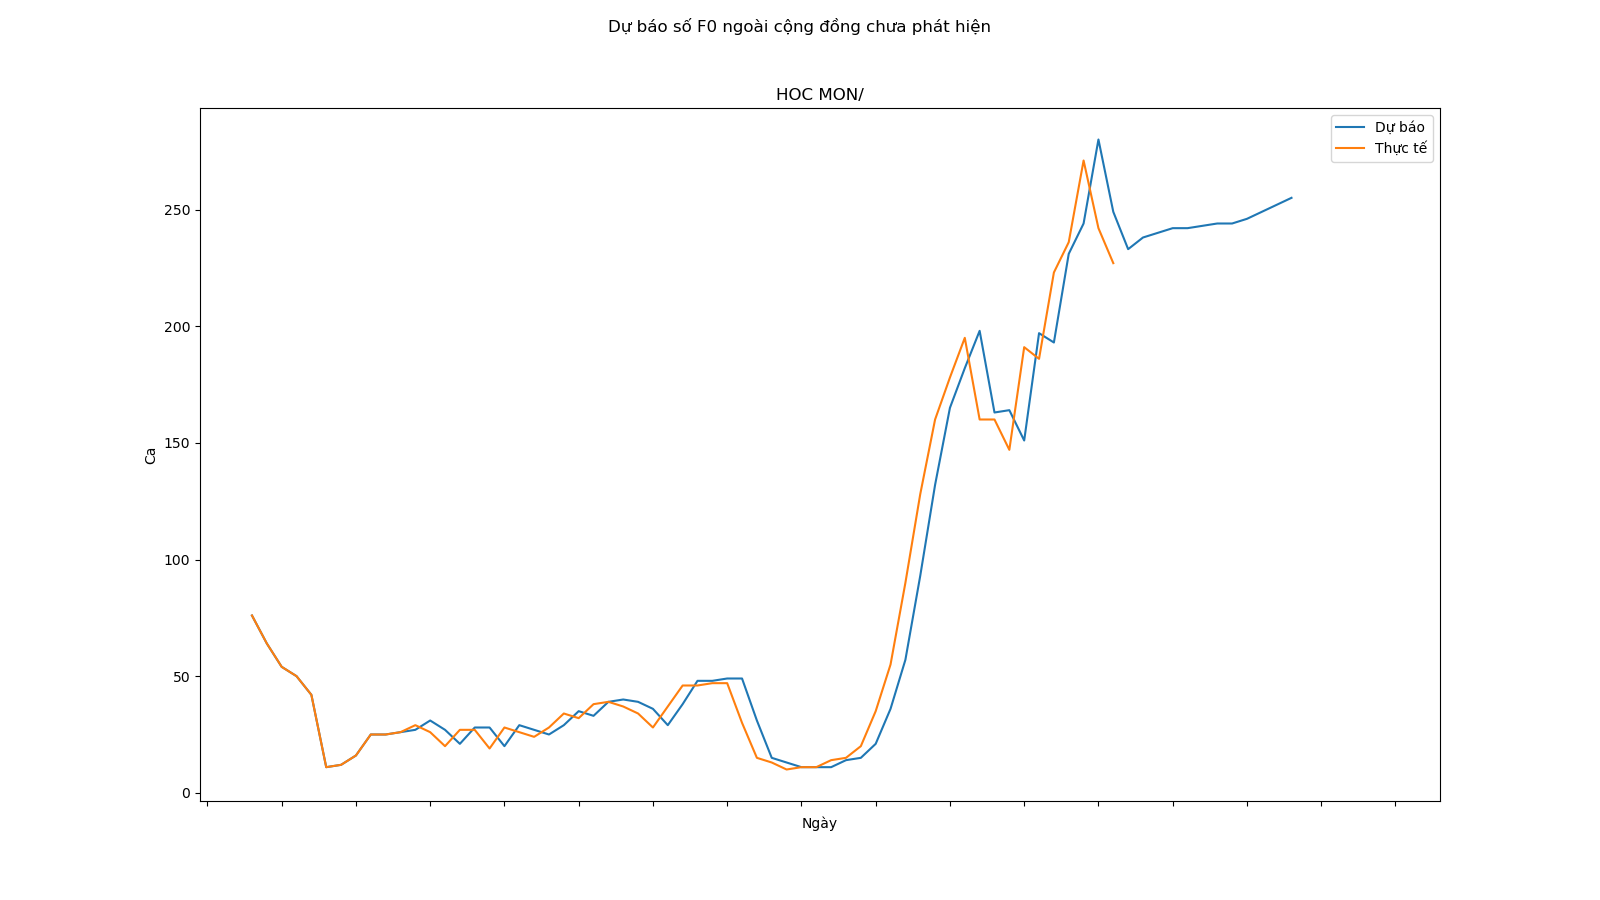 Dự báo số F0 ngoài cộng đồng chưa phát hiện
HOC MON/
Dự báo
Thực tế
250
200
150
100
50
0
Ca
Ngày